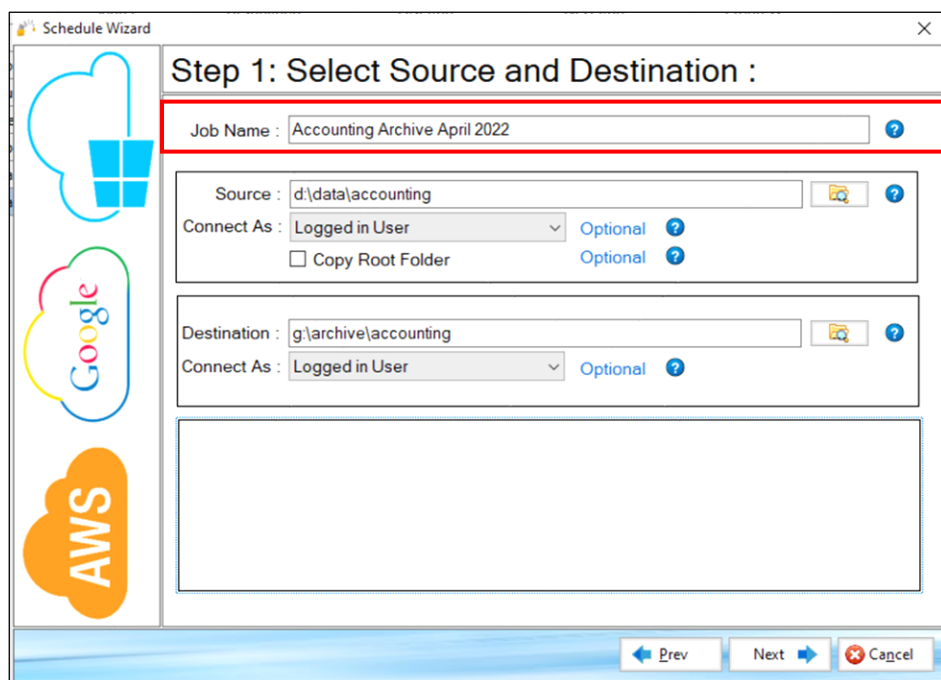 Schedule Wizard
Step 1: Select Source and Destination :
Job Name : Accounting Archive April 2022 ?
Source : d:\data\accounting ?
Connect As : Logged in User Optional ?
Copy Root Folder Optional ?
Destination : g:\archive\accounting ?
Connect As : Logged in User Optional ?
Google
AWS
Prev Next Cancel